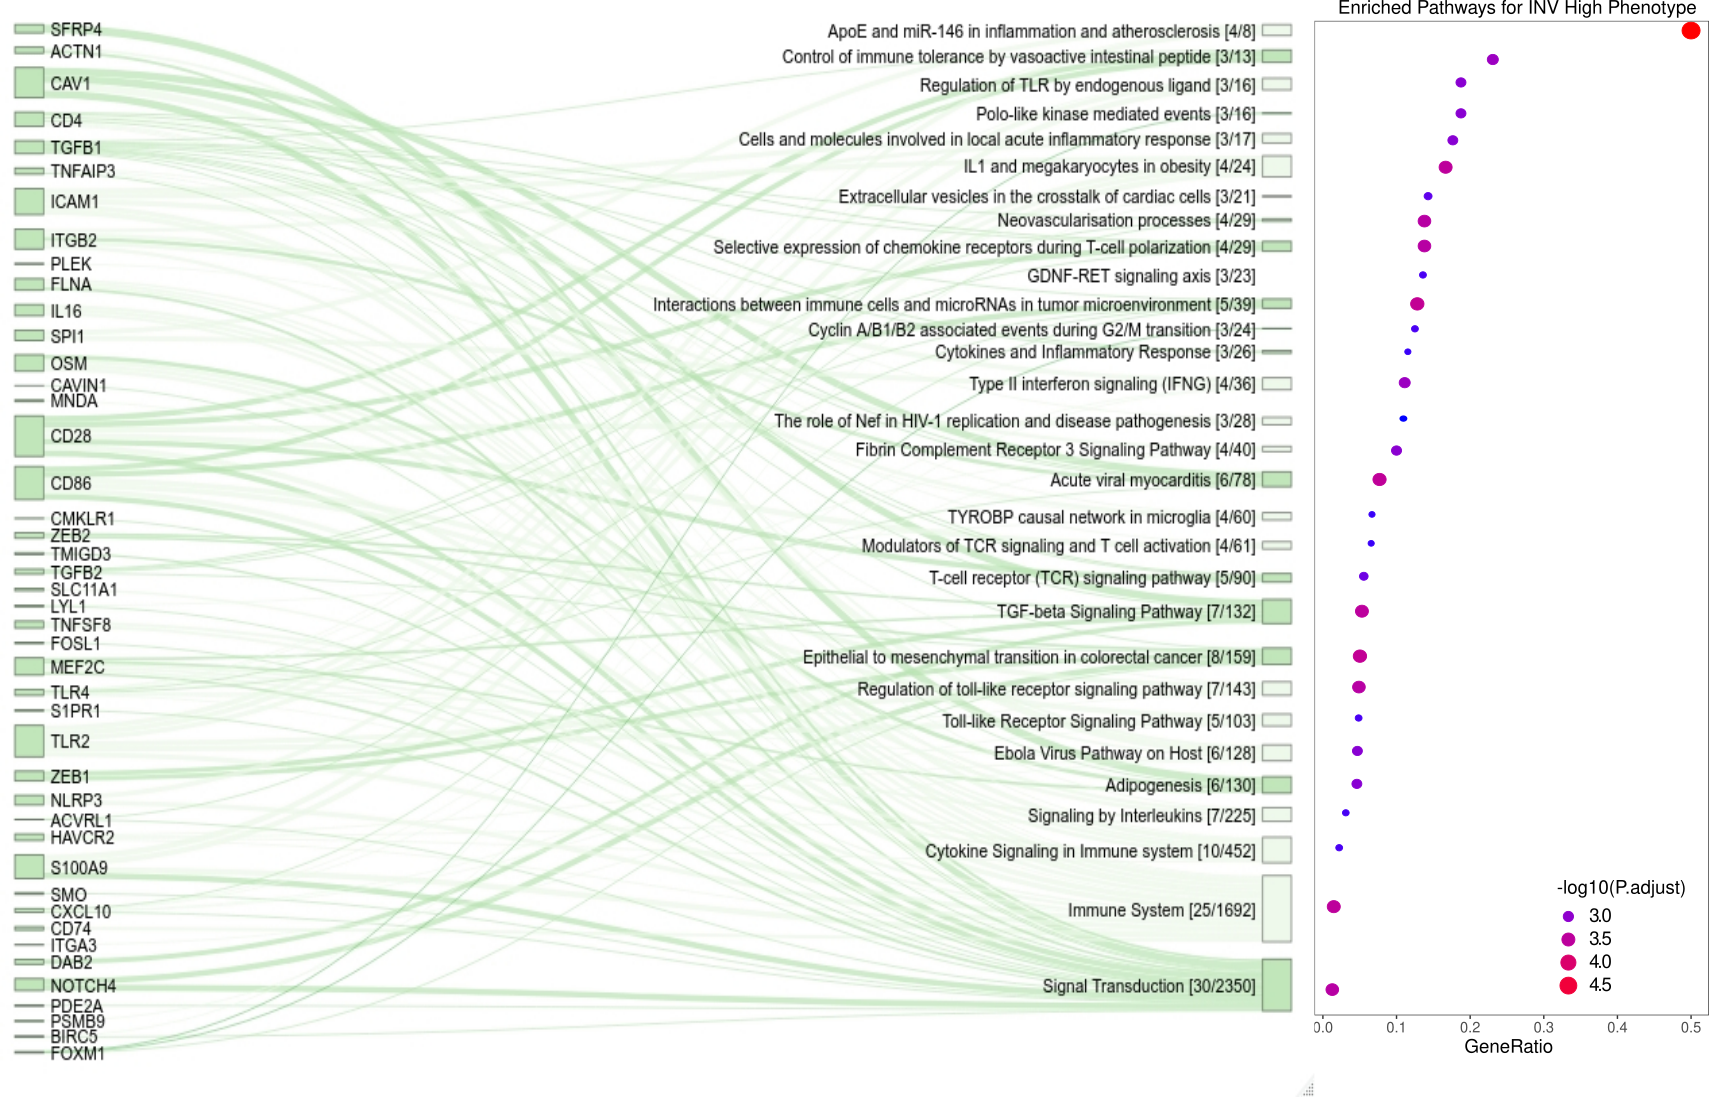 SFRP4
ACTN1
CAV1
CD4
TGFB1
TNFAIP3
ICAM1
ITGB2
PLEK
FLNA
IL16
SPI1
OSM
CAVIN1
MNDA
CD28
CD86
CMKLR1
ZEB2
TMIGD3
TGFB2
SLC11A1
LYL1
TNFSF8
FOSL1
MEF2C
TLR4
S1PR1
TLR2
ZEB1
NLRP3
ACVRL1
HAVCR2
S100A9
SMO
CXCL10
CD74
ITGA3
DAB2
NOTCH4
PDE2A
PSMB9
BIRC5
FOXM1
ApoE and miR-146 in inflammation and atherosclerosis [4/8]
Control of immune tolerance by vasoactive intestinal peptide [3/13]
Regulation of TLR by endogenous ligand [3/16]
Polo-like kinase mediated events [3/16]
Cells and molecules involved in local acute inflammatory response [3/17]
IL1 and megakaryocytes in obesity [4/24]
Extracellular vesicles in the crosstalk of cardiac cells [3/21]
Neovascularisation processes [4/29]
Selective expression of chemokine receptors during T-cell polarization [4/29]
GDNF-RET signaling axis [3/23]
Interactions between immune cells and microRNAs in tumor microenvironment [5/39]
Cyclin A/B1/B2 associated events during G2/M transition [3/24]
Cytokines and Inflammatory Response [3/26]
Type II interferon signaling (IFNG) [4/36]
The role of Nef in HIV-1 replication and disease pathogenesis [3/28]
Fibrin Complement Receptor 3 Signaling Pathway [4/40]
Acute viral myocarditis [6/78]
TYROBP causal network in microglia [4/60]
Modulators of TCR signaling and T cell activation [4/61]
T-cell receptor (TCR) signaling pathway [5/90]
TGF-beta Signaling Pathway [7/132]
Epithelial to mesenchymal transition in colorectal cancer [8/159]
Regulation of toll-like receptor signaling pathway [7/143]
Toll-like Receptor Signaling Pathway [5/103]
Ebola Virus Pathway on Host [6/128]
Adipogenesis [6/130]
Signaling by Interleukins [7/225]
Cytokine Signaling in Immune system [10/452]
Immune System [25/1692]
Signal Transduction [30/2350]
Enriched Pathways for INV High Phenotype
-log10(P.adjust)
3.0
3.5
4.0
4.5
0.0 0.1 0.2 0.3 0.4 0.5
GeneRatio